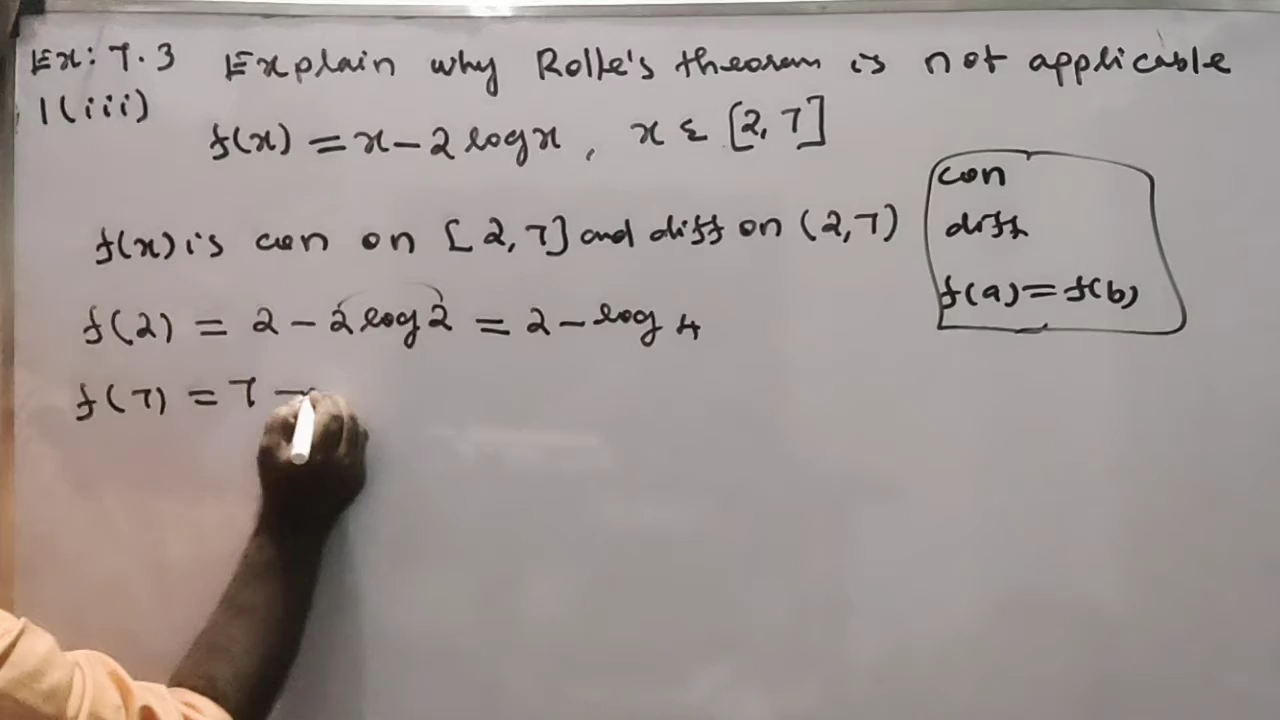 Ex: 7.3 Explain why Rolle's theorem is not applicable
1(iii)
f(x) = x - 2 log x, x ε [2, 7]
f(x) is con on [2, 7] and diff on (2, 7)
f(2) = 2 - 2 log 2 = 2 - log 4
f(7) = 7 -
con
diff
f(a) = f(b)